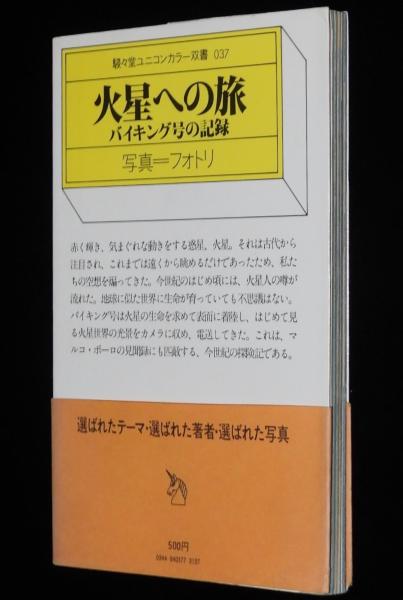 駸々堂ユニコンカラー双書 037
火星への旅
バイキング号の記録
写真＝フォトリ
赤く輝き、気まぐれな動きをする惑星、火星。それは古代から
注目され、これまでは遠くから眺めるだけであったため、私た
ちの空想を煽ってきた。今世紀のはじめ頃には、火星人の噂が
流れた。地球に似た世界に生命が育っていても不思議はない。
バイキング号は火星の生命を求めて表面に着陸し、はじめて見
る火星世界の光景をカメラに収め、電送してきた。これは、マ
ルコ・ポーロの見聞録にも匹敵する、今世紀の探険記である。
選ばれたテーマ・選ばれた著者・選ばれた写真
500円